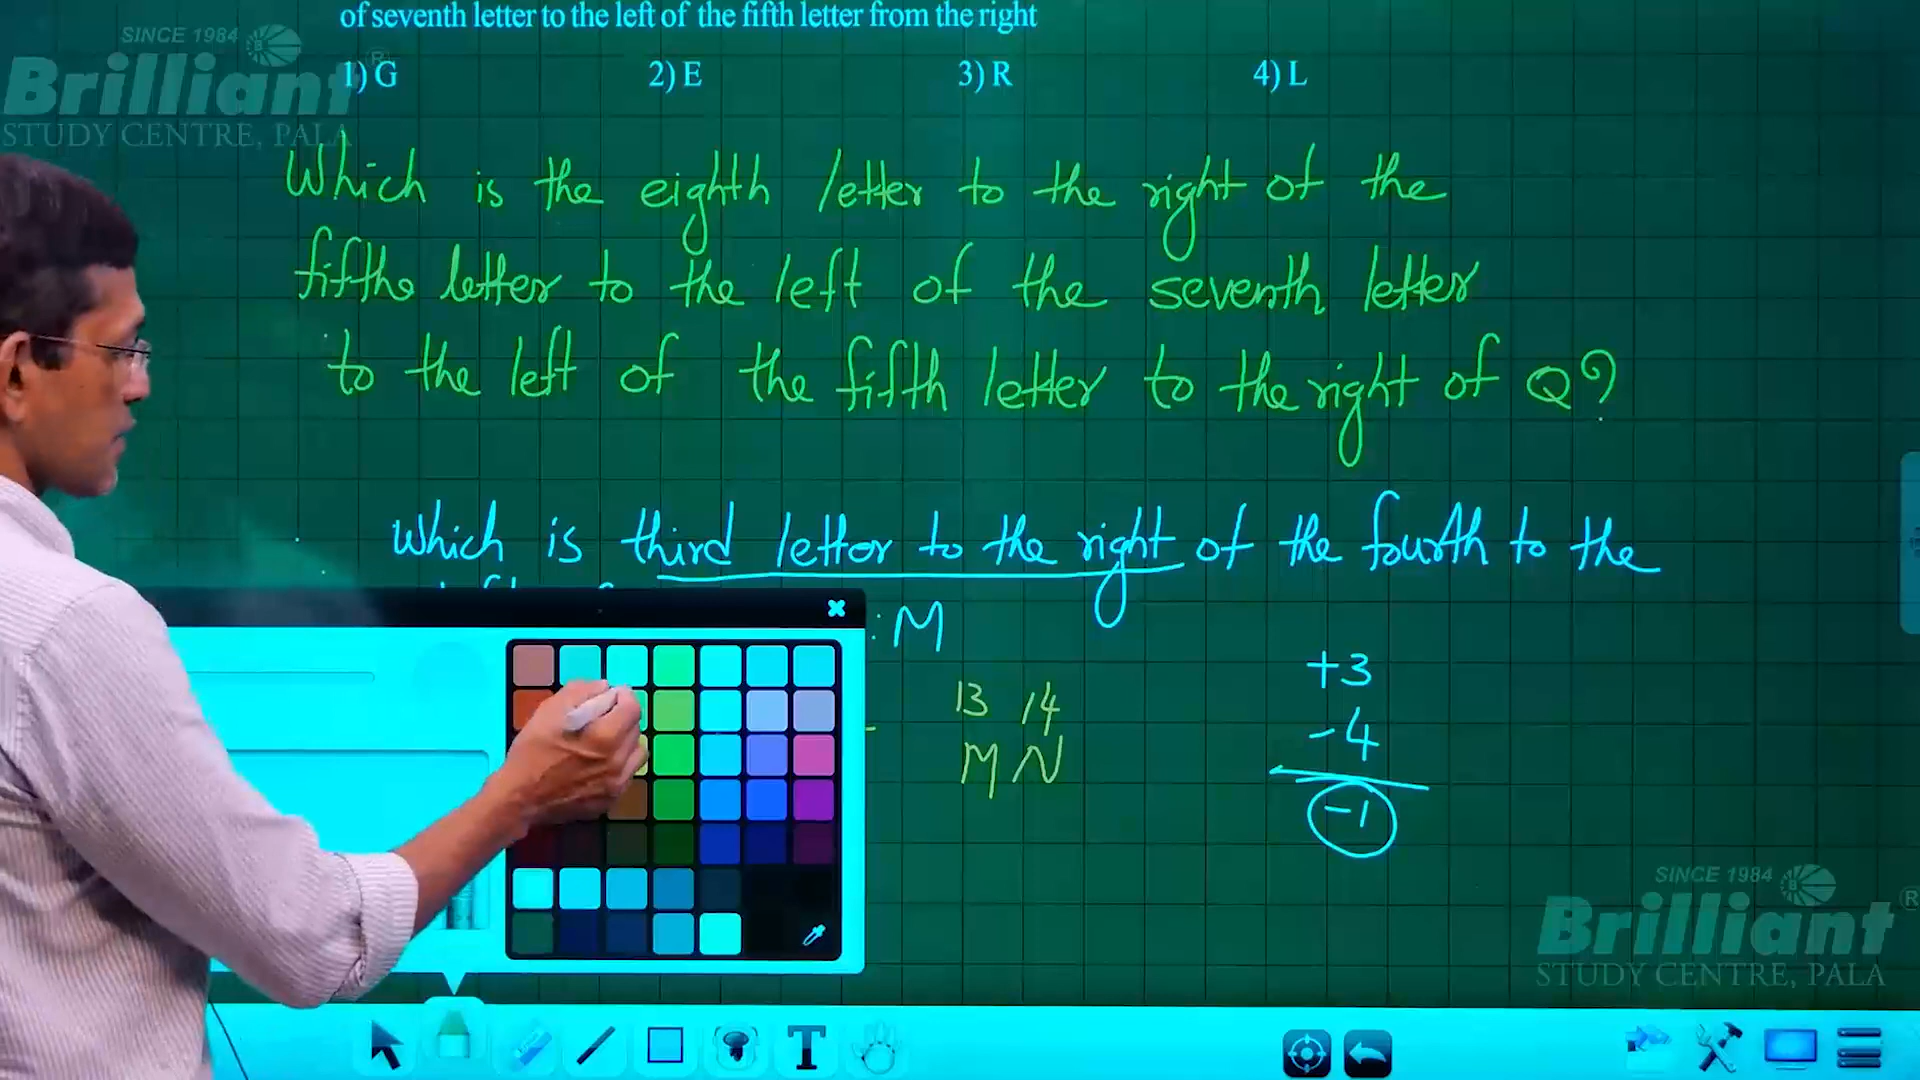 of seventh letter to the left of the fifth letter from the right
SINCE 1984
Brilliant
STUDY CENTRE, PALA
1) G 2) E 3) R 4) L
Which is the eighth letter to the right of the
fifthe letter to the left of the seventh letter
to the left of the fifth letter to the right of Q?
Which is third letter to the right of the fourth to the
: M
13 14
M N
+3
-4
-1
SINCE 1984
Brilliant
STUDY CENTRE, PALA
T